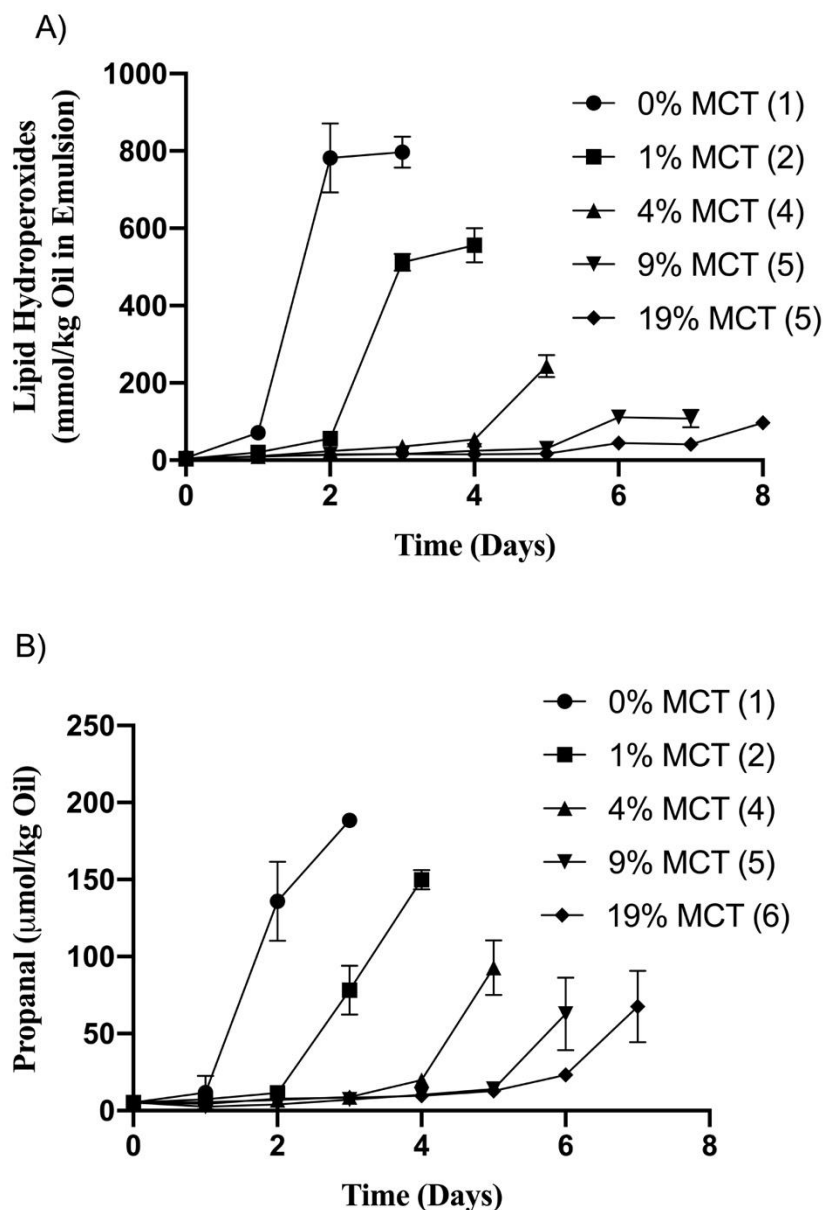 A)
Lipid Hydroperoxides
(mmol/kg Oil in Emulsion)
1000
800
600
400
200
0
0 2 4 6 8
Time (Days)
0% MCT (1)
1% MCT (2)
4% MCT (4)
9% MCT (5)
19% MCT (5)
B)
Propanal (μmol/kg Oil)
250
200
150
100
50
0
0 2 4 6 8
Time (Days)
0% MCT (1)
1% MCT (2)
4% MCT (4)
9% MCT (5)
19% MCT (6)